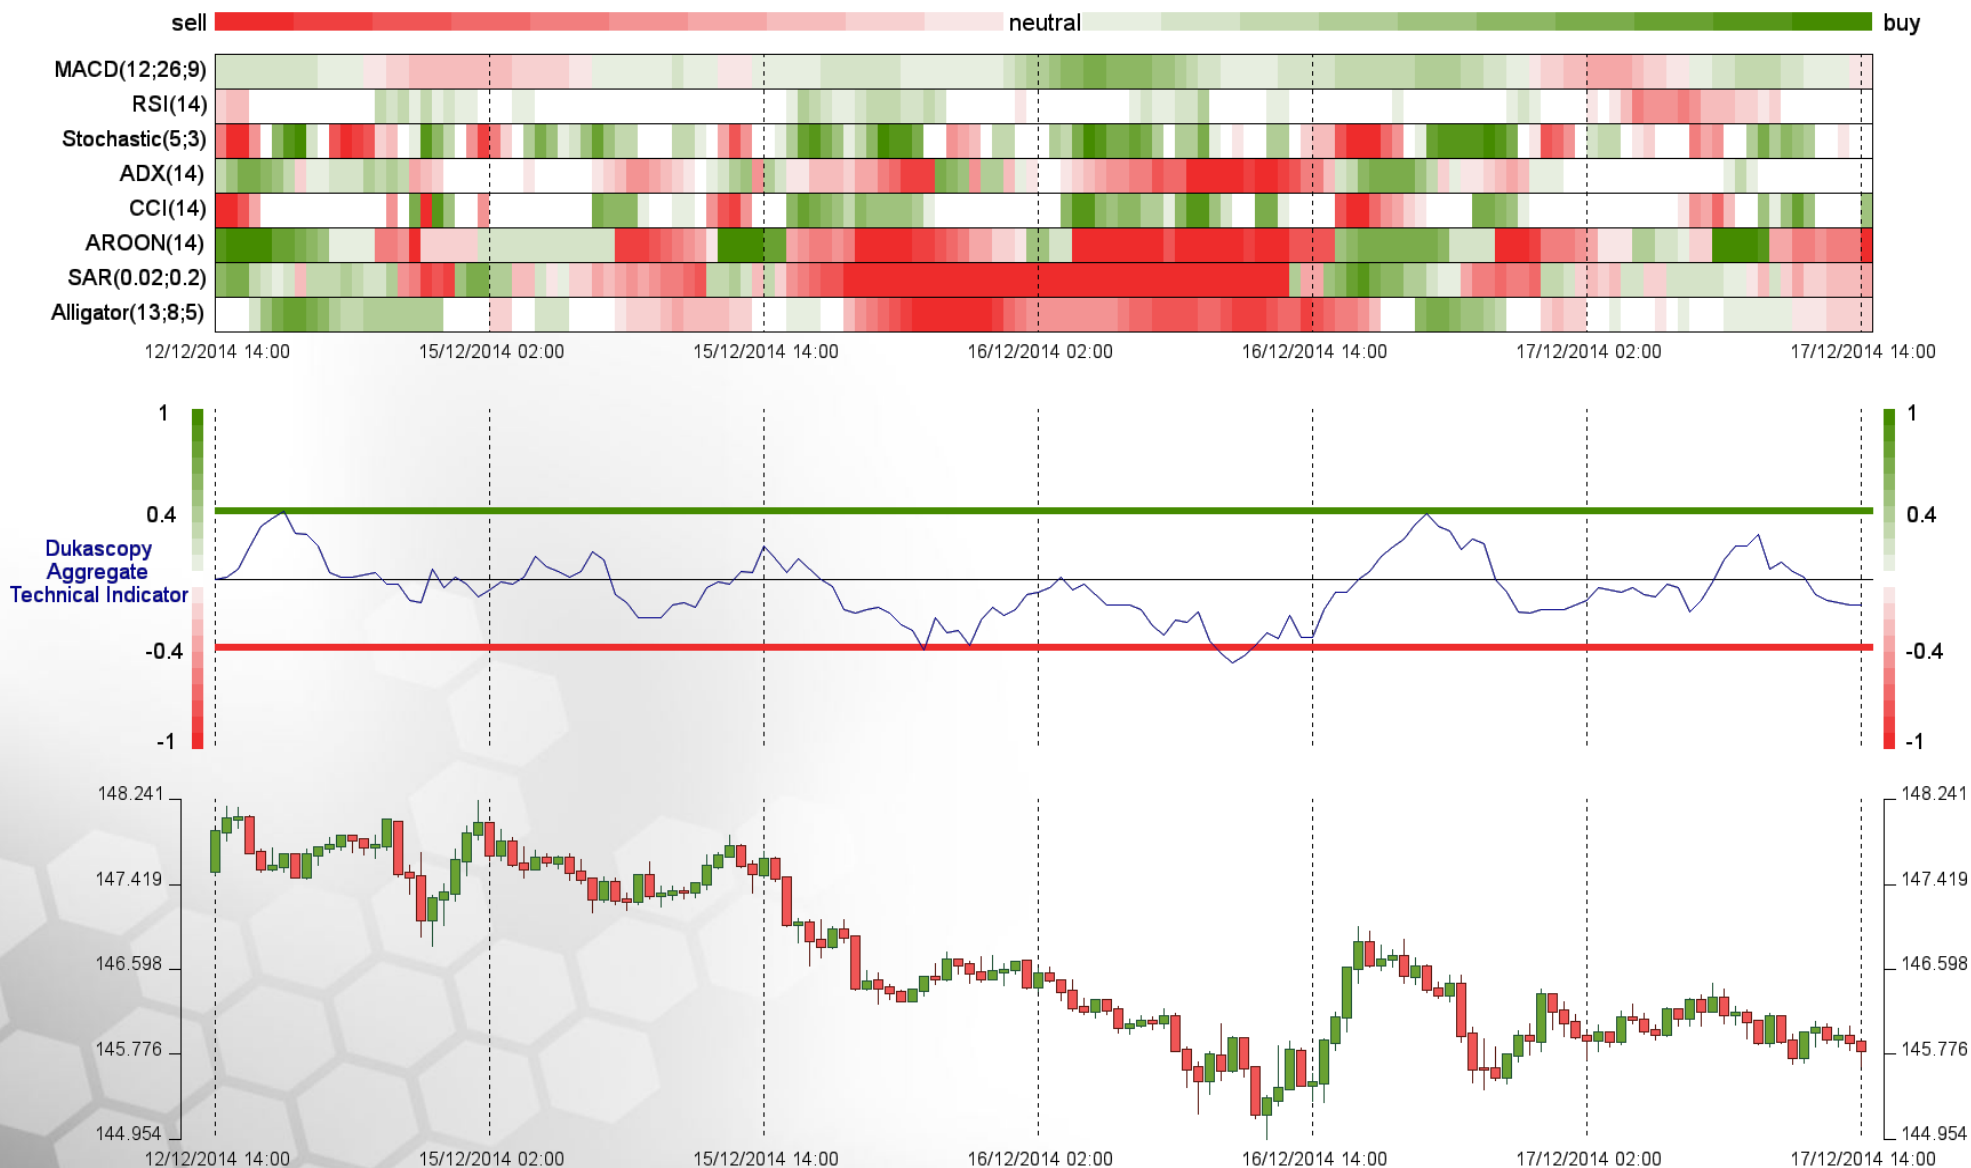 sell neutral buy
MACD(12;26;9)
RSI(14)
Stochastic(5;3)
ADX(14)
CCI(14)
AROON(14)
SAR(0.02;0.2)
Alligator(13;8;5)
12/12/2014 14:00 15/12/2014 02:00 15/12/2014 14:00 16/12/2014 02:00 16/12/2014 14:00 17/12/2014 02:00 17/12/2014 14:00
1 1
0.4 0.4
Dukascopy
Aggregate
Technical Indicator
-0.4 -0.4
-1 -1
148.241 148.241
147.419 147.419
146.598 146.598
145.776 145.776
144.954 144.954
12/12/2014 14:00 15/12/2014 02:00 15/12/2014 14:00 16/12/2014 02:00 16/12/2014 14:00 17/12/2014 02:00 17/12/2014 14:00